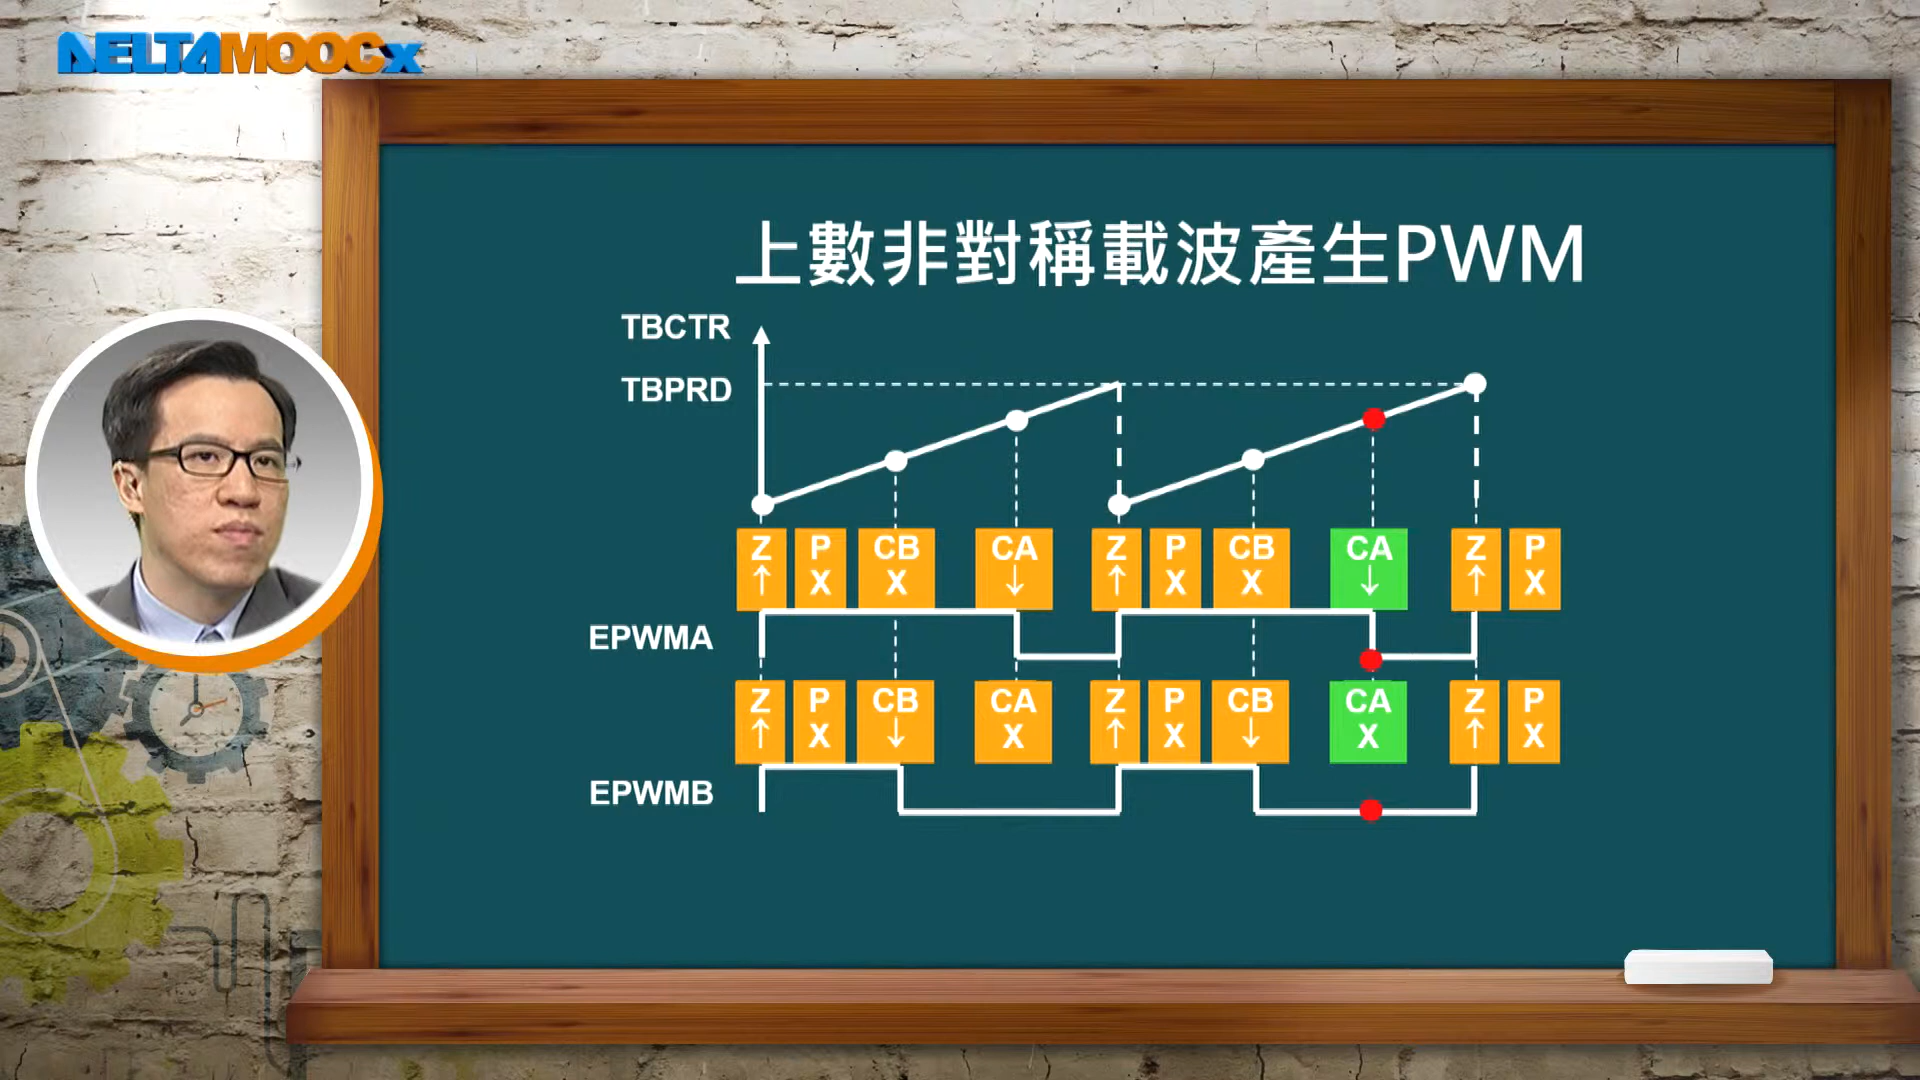 DELTAMOOCx
上數非對稱載波產生PWM
TBCTR
TBPRD
Z P CB CA Z P CB CA Z P
↑ X X ↓ ↑ X X ↓ ↑ X
EPWMA
Z P CB CA Z P CB CA Z P
↑ X ↓ X ↑ X ↓ X ↑ X
EPWMB